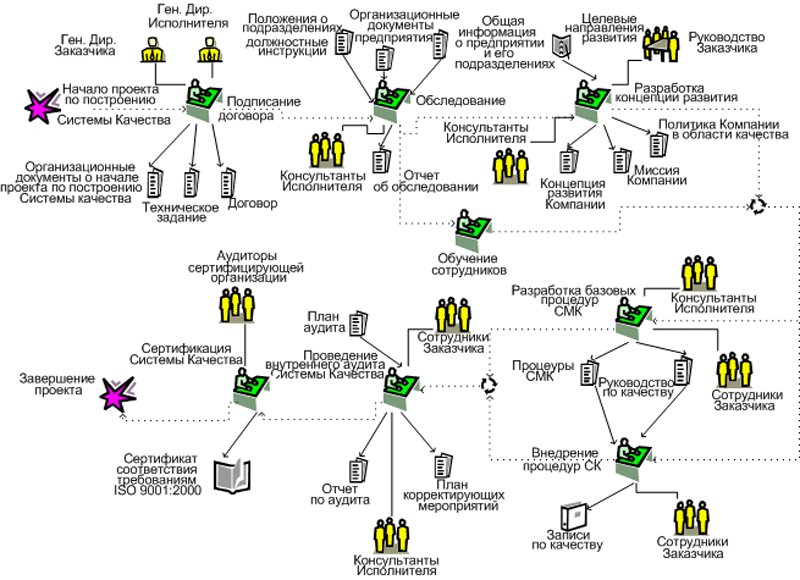 Ген. Дир.
Исполнителя
Ген. Дир.
Заказчика
Положения о
подразделениях
должностные
инструкции
Организационные
документы
предприятия
Общая
информация
о предприятии
и его
подразделениях
Целевые
направления
развития
Руководство
Заказчика
Начало проекта
по построению
Системы Качества
Подписание
договора
Обследование
Разработка
концепции развития
Консультанты
Исполнителя
Политика Компании
в области качества
Организационные
документы о начале
проекта по построению
Системы качества
Техническое
задание
Договор
Консультанты
Исполнителя
Отчет
об обследовании
Концепция
развития
Компании
Миссия
Компании
Обучение
сотрудников
Аудиторы
сертифицирующей
организации
План
аудита
Сотрудники
Заказчика
Разработка базовых
процедур
СМК
Консультанты
Исполнителя
Сертификация
Системы Качества
Проведение
внутреннего аудита
Системы Качества
Завершение
проекта
Процеуры
СМК
Руководство
по качеству
Сотрудники
Заказчика
Сертификат
соответствия
требованиям
ISO 9001:2000
Отчет
по аудита
План
корректирующих
мероприятий
Внедрение
процедур СК
Консультанты
Исполнителя
Записи
по качеству
Сотрудники
Заказчика